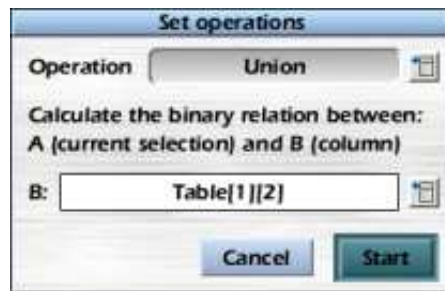 Set operations
Operation Union
Calculate the binary relation between:
A (current selection) and B (column)
B: Table[1][2]
Cancel Start